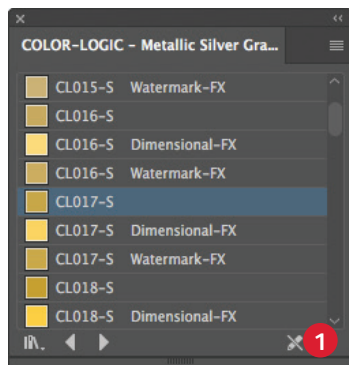 COLOR-LOGIC - Metallic Silver Gra...
CL015-S Watermark-FX
CL016-S
CL016-S Dimensional-FX
CL016-S Watermark-FX
CL017-S
CL017-S Dimensional-FX
CL017-S Watermark-FX
CL018-S
CL018-S Dimensional-FX
1